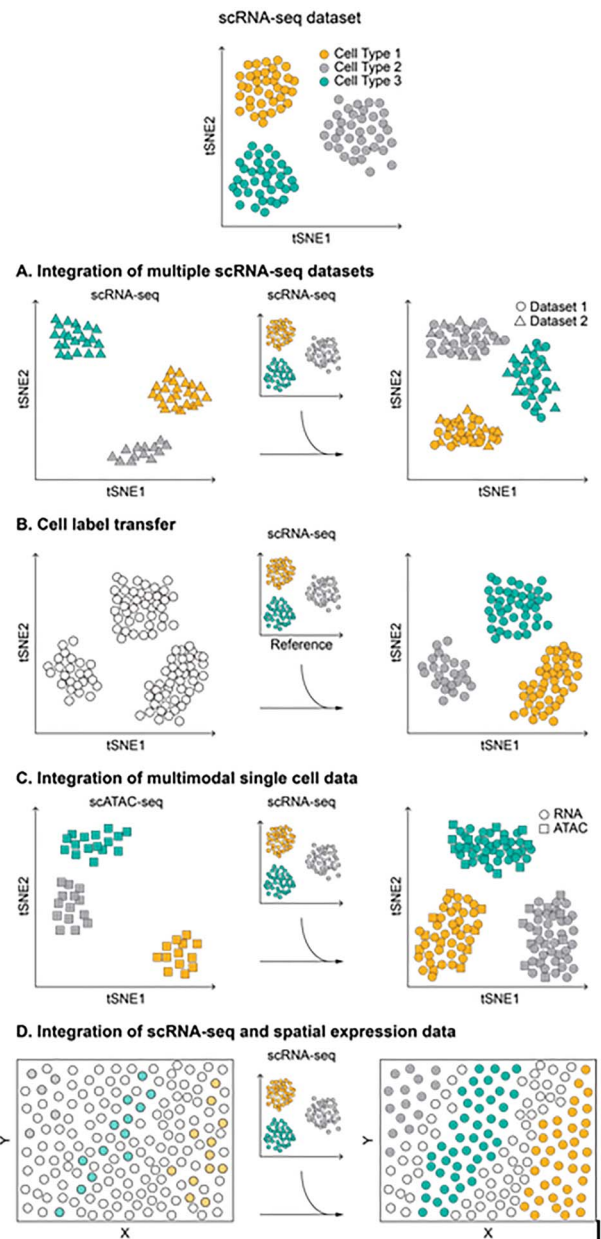 scRNA-seq dataset
Cell Type 1
Cell Type 2
Cell Type 3
tSNE2
tSNE1
A. Integration of multiple scRNA-seq datasets
scRNA-seq
scRNA-seq
Dataset 1
Dataset 2
tSNE2
tSNE2
tSNE1
tSNE1
B. Cell label transfer
scRNA-seq
Reference
tSNE2
tSNE2
tSNE1
tSNE1
C. Integration of multimodal single cell data
scATAC-seq
scRNA-seq
RNA
ATAC
tSNE2
tSNE2
tSNE1
tSNE1
D. Integration of scRNA-seq and spatial expression data
scRNA-seq
Y
Y
X
X